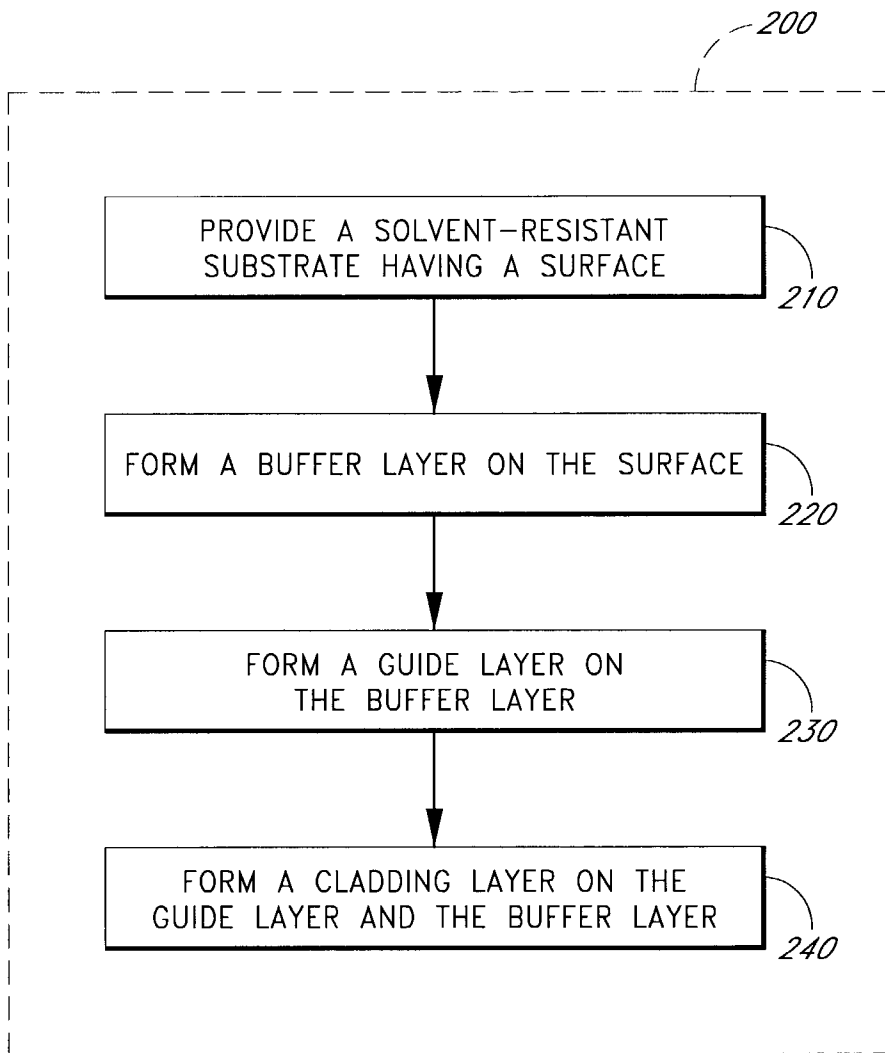 200
PROVIDE A SOLVENT-RESISTANT
SUBSTRATE HAVING A SURFACE
210
FORM A BUFFER LAYER ON THE SURFACE
220
FORM A GUIDE LAYER ON
THE BUFFER LAYER
230
FORM A CLADDING LAYER ON THE
GUIDE LAYER AND THE BUFFER LAYER
240